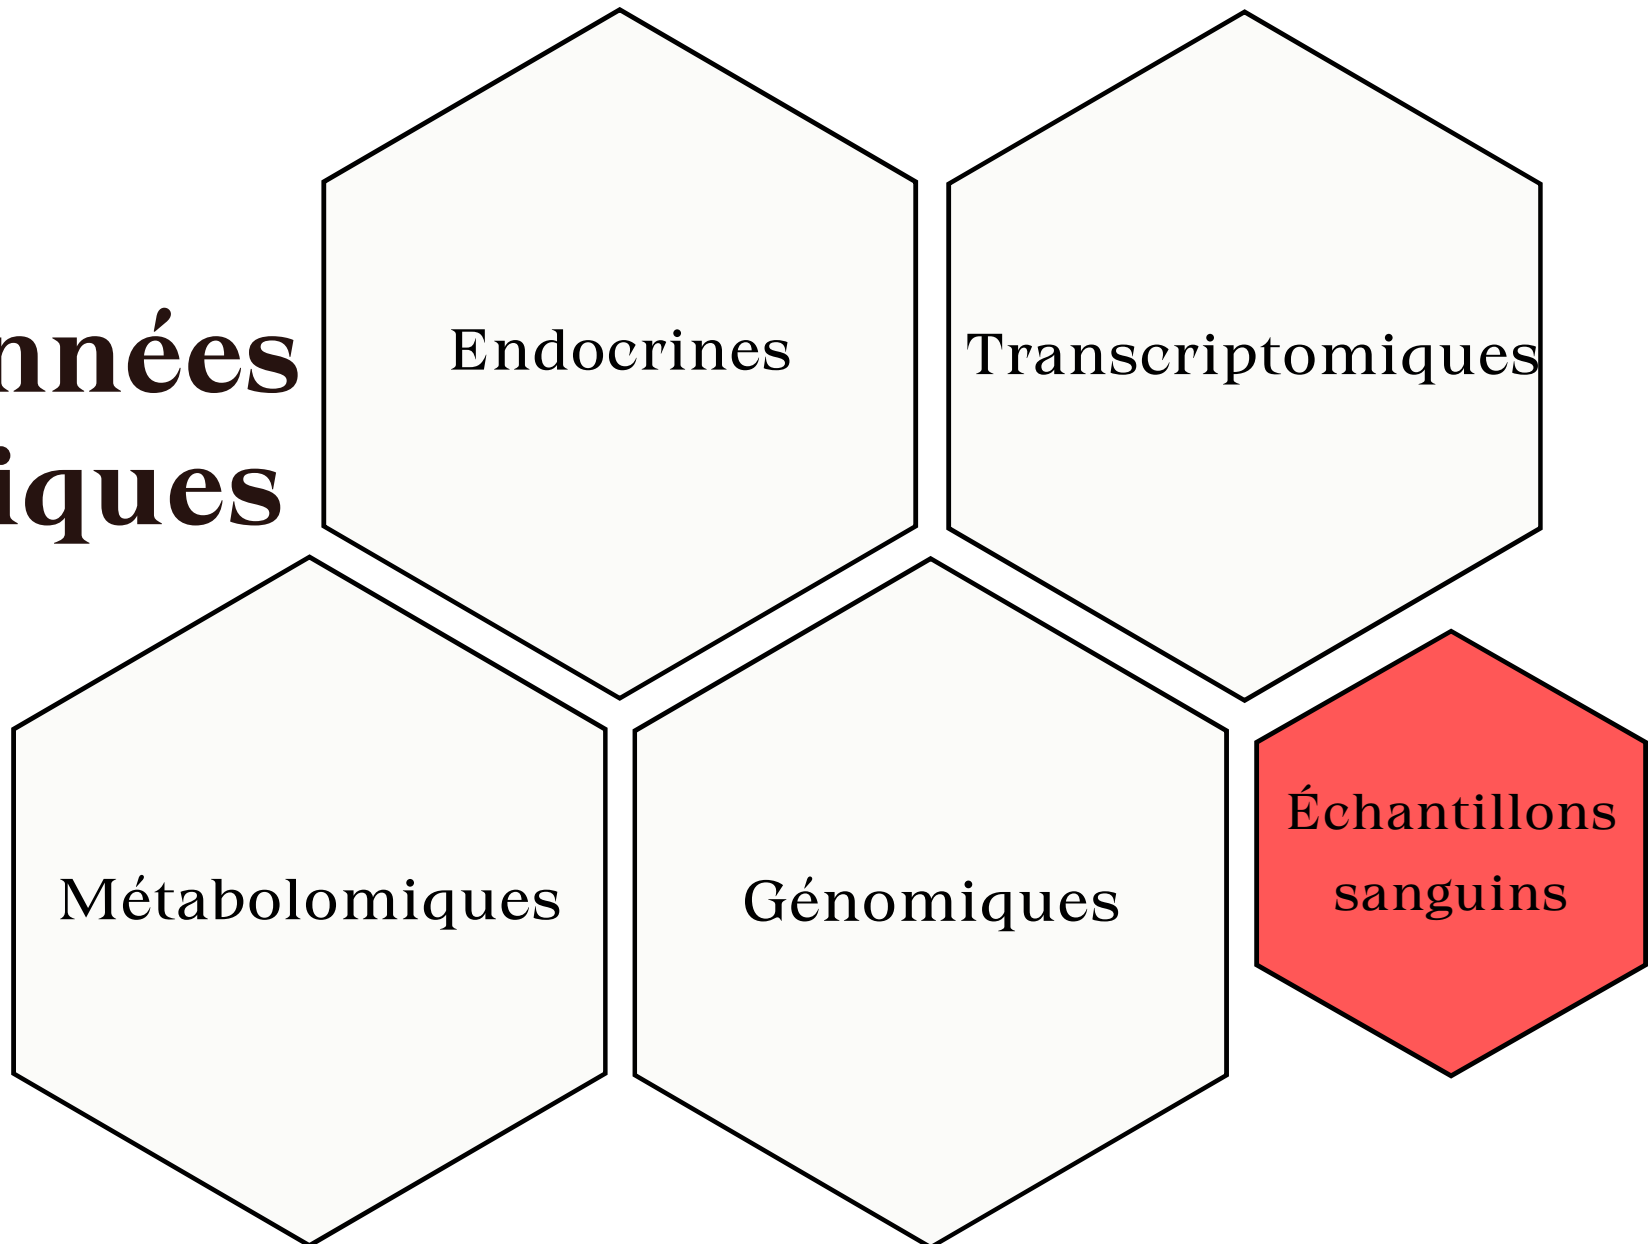 nnées
iques
Endocrines
Transcriptomiques
Métabolomiques
Génomiques
Échantillons
sanguins